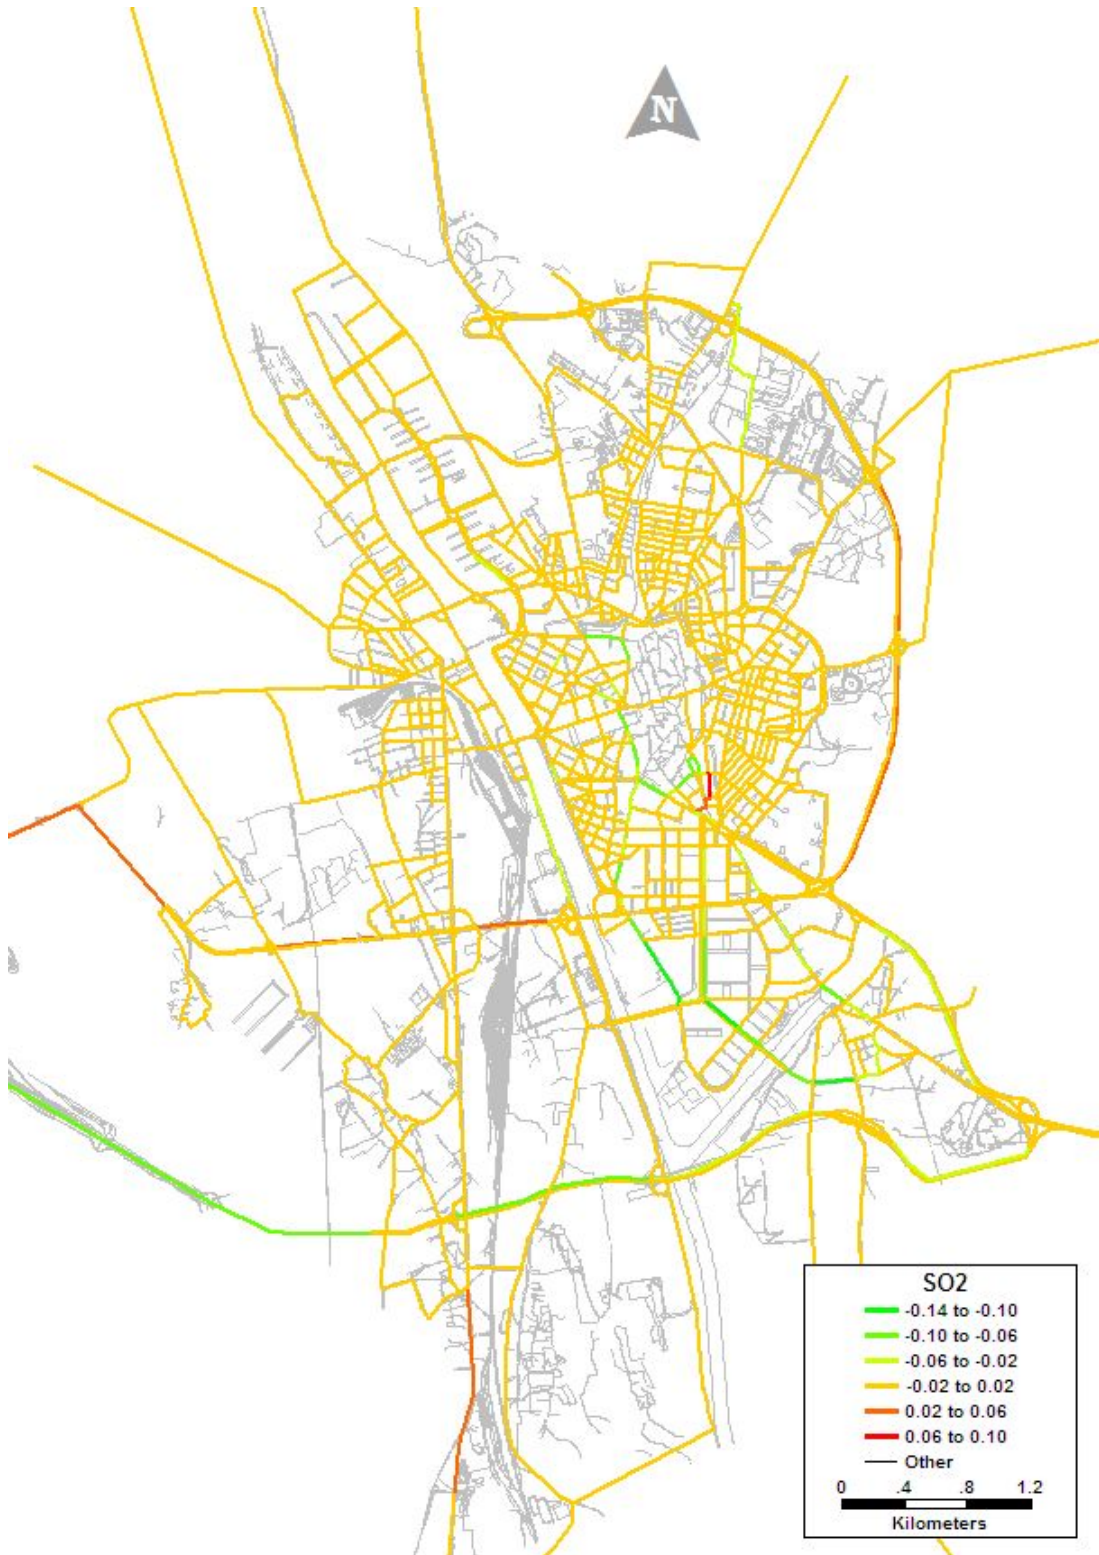 N
SO2
-0.14 to -0.10
-0.10 to -0.06
-0.06 to -0.02
-0.02 to 0.02
0.02 to 0.06
0.06 to 0.10
Other
0 .4 .8 1.2
Kilometers